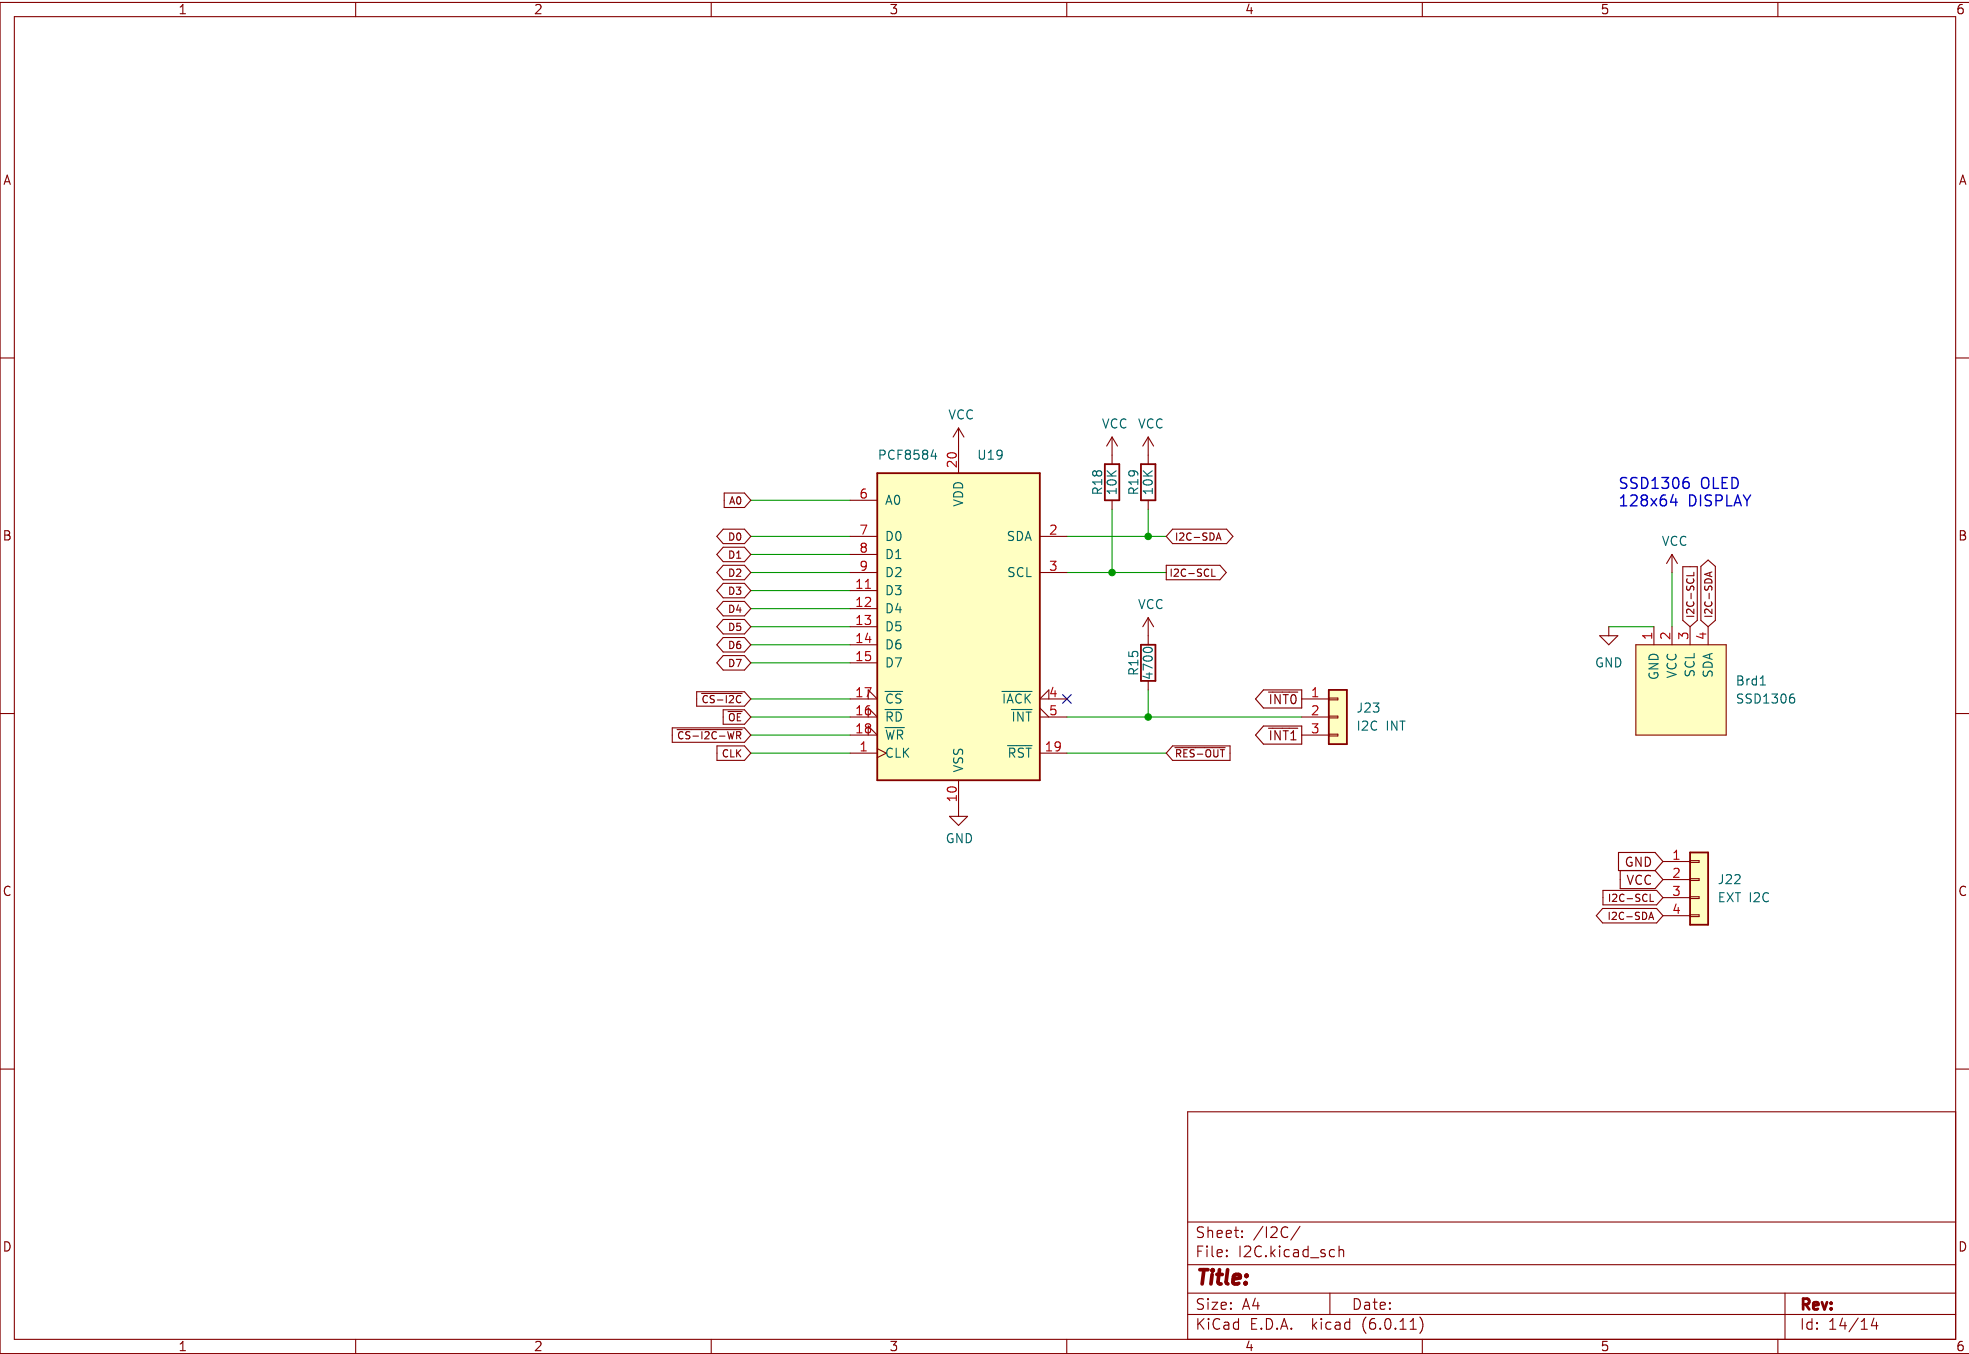 1 2 3 4 5 6
A A
B B
C C
D D
VCC
PCF8584 U19
20
VDD
A0 6 A0
D0 7 D0
D1 8 D1
D2 9 D2
D3 11 D3
D4 12 D4
D5 13 D5
D6 14 D6
D7 15 D7
CS-I2C 17 CS
OE 16 RD
CS-I2C-WR 18 WR
CLK 1 CLK
VSS
10
GND
VCC VCC
R18 10K R19 10K
SDA 2 I2C-SDA
SCL 3 I2C-SCL
VCC
R15 4700
IACK 4
INT 5
RST 19 RES-OUT
INT0 1
2
INT1 3
J23
I2C INT
SSD1306 OLED
128x64 DISPLAY
VCC
I2C-SCL
I2C-SDA
GND
1 2 3 4
GND VCC SCL SDA
Brd1
SSD1306
GND 1
VCC 2
I2C-SCL 3
I2C-SDA 4
J22
EXT I2C
Sheet: /I2C/
File: I2C.kicad_sch
Title:
Size: A4 Date: Rev:
KiCad E.D.A. kicad (6.0.11) Id: 14/14
1 2 3 4 5 6